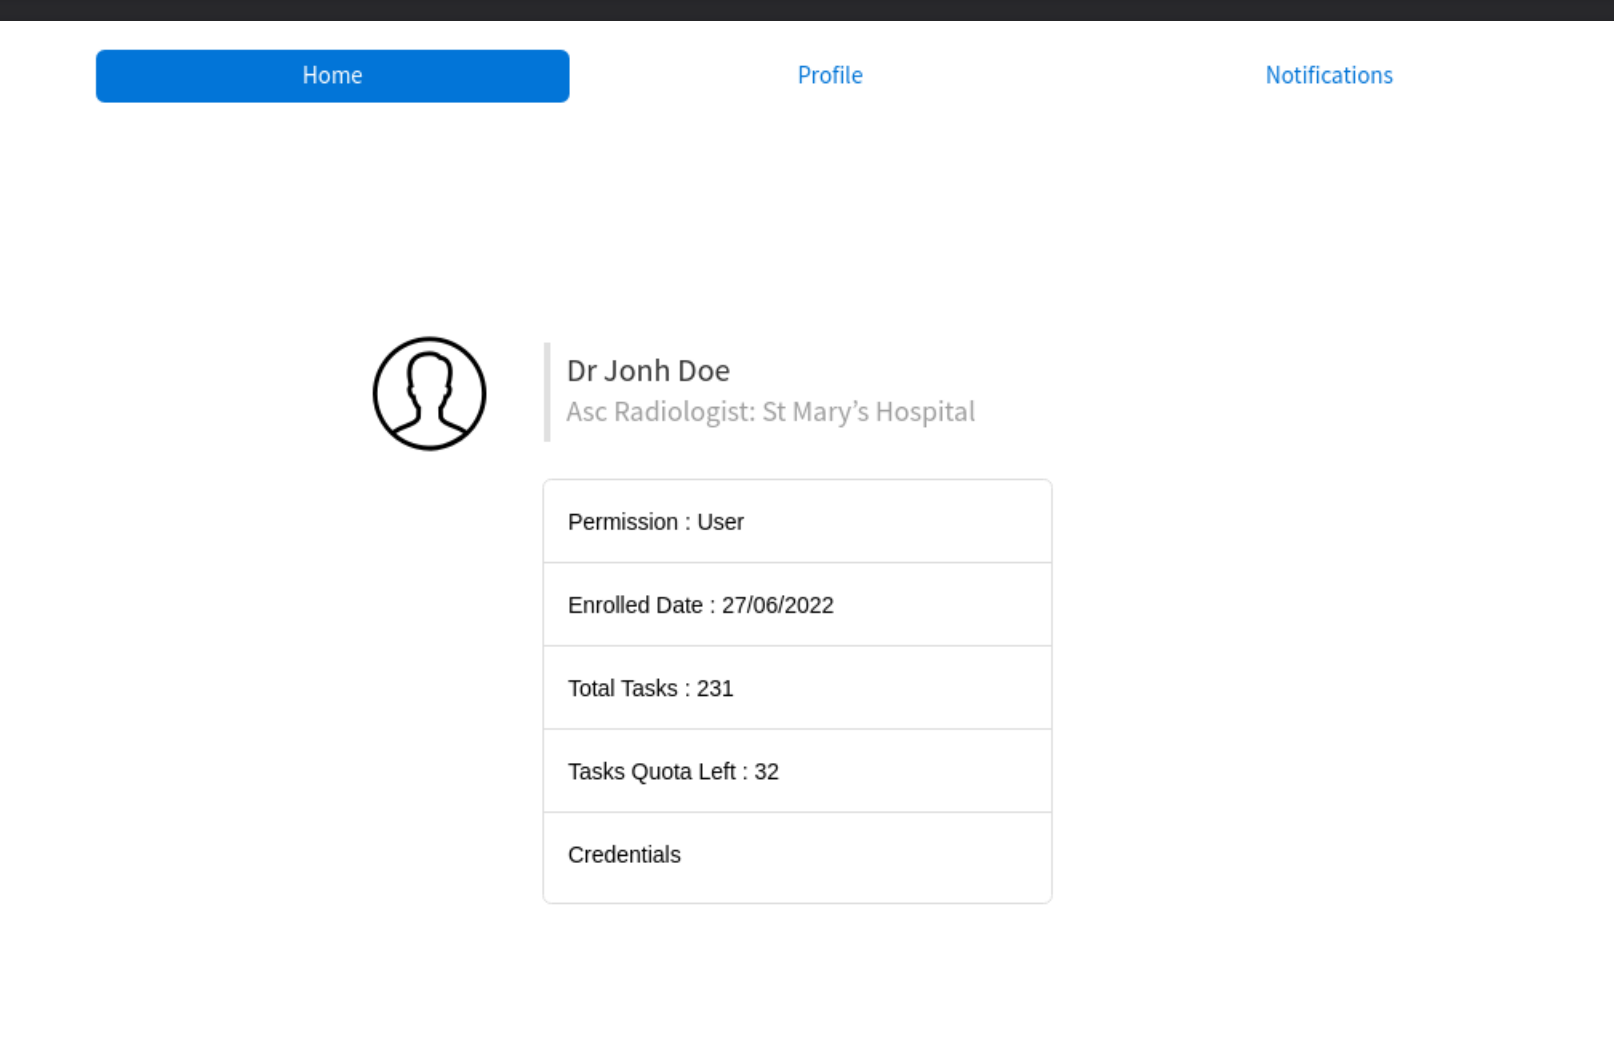 Home
Profile
Notifications
Dr Jonh Doe
Asc Radiologist: St Mary’s Hospital
Permission : User
Enrolled Date : 27/06/2022
Total Tasks : 231
Tasks Quota Left : 32
Credentials